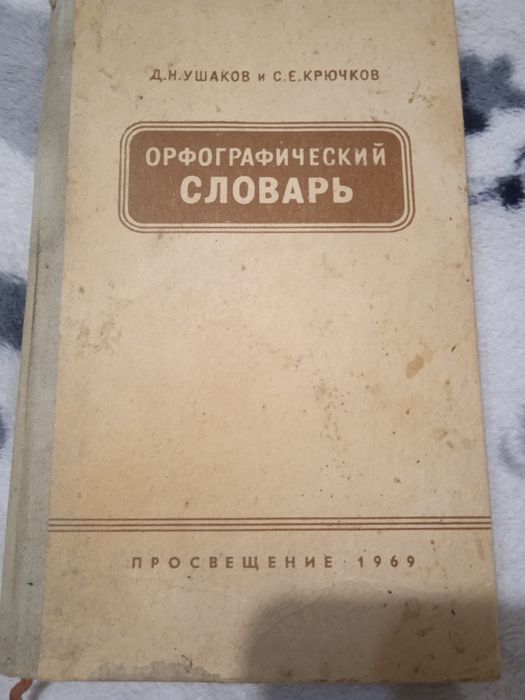 Д.Н.УШАКОВ и С.Е.КРЮЧКОВ
ОРФОГРАФИЧЕСКИЙ
СЛОВАРЬ
ПРОСВЕЩЕНИЕ · 1969